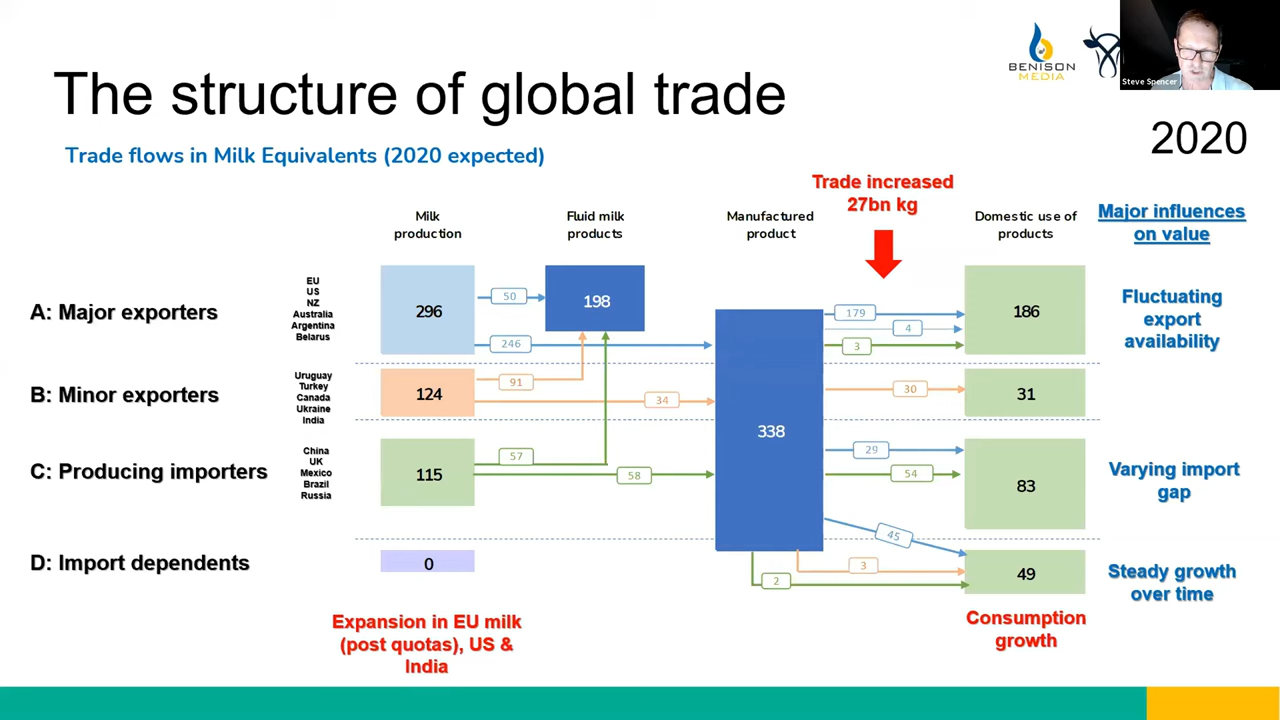 The structure of global trade
BENISON
MEDIA
Steve Spencer
2020
Trade flows in Milk Equivalents (2020 expected)
Trade increased
27bn kg
Milk
production
Fluid milk
products
Manufactured
product
Domestic use of
products
Major influences
on value
A: Major exporters
EU
US
NZ
Australia
Argentina
Belarus
296
50
198
246
179
4
3
186
Fluctuating
export
availability
B: Minor exporters
Uruguay
Turkey
Canada
Ukraine
India
124
91
34
338
30
31
C: Producing importers
China
UK
Mexico
Brazil
Russia
115
57
58
29
54
83
Varying import
gap
D: Import dependents
0
45
3
2
49
Steady growth
over time
Expansion in EU milk
(post quotas), US &
India
Consumption
growth